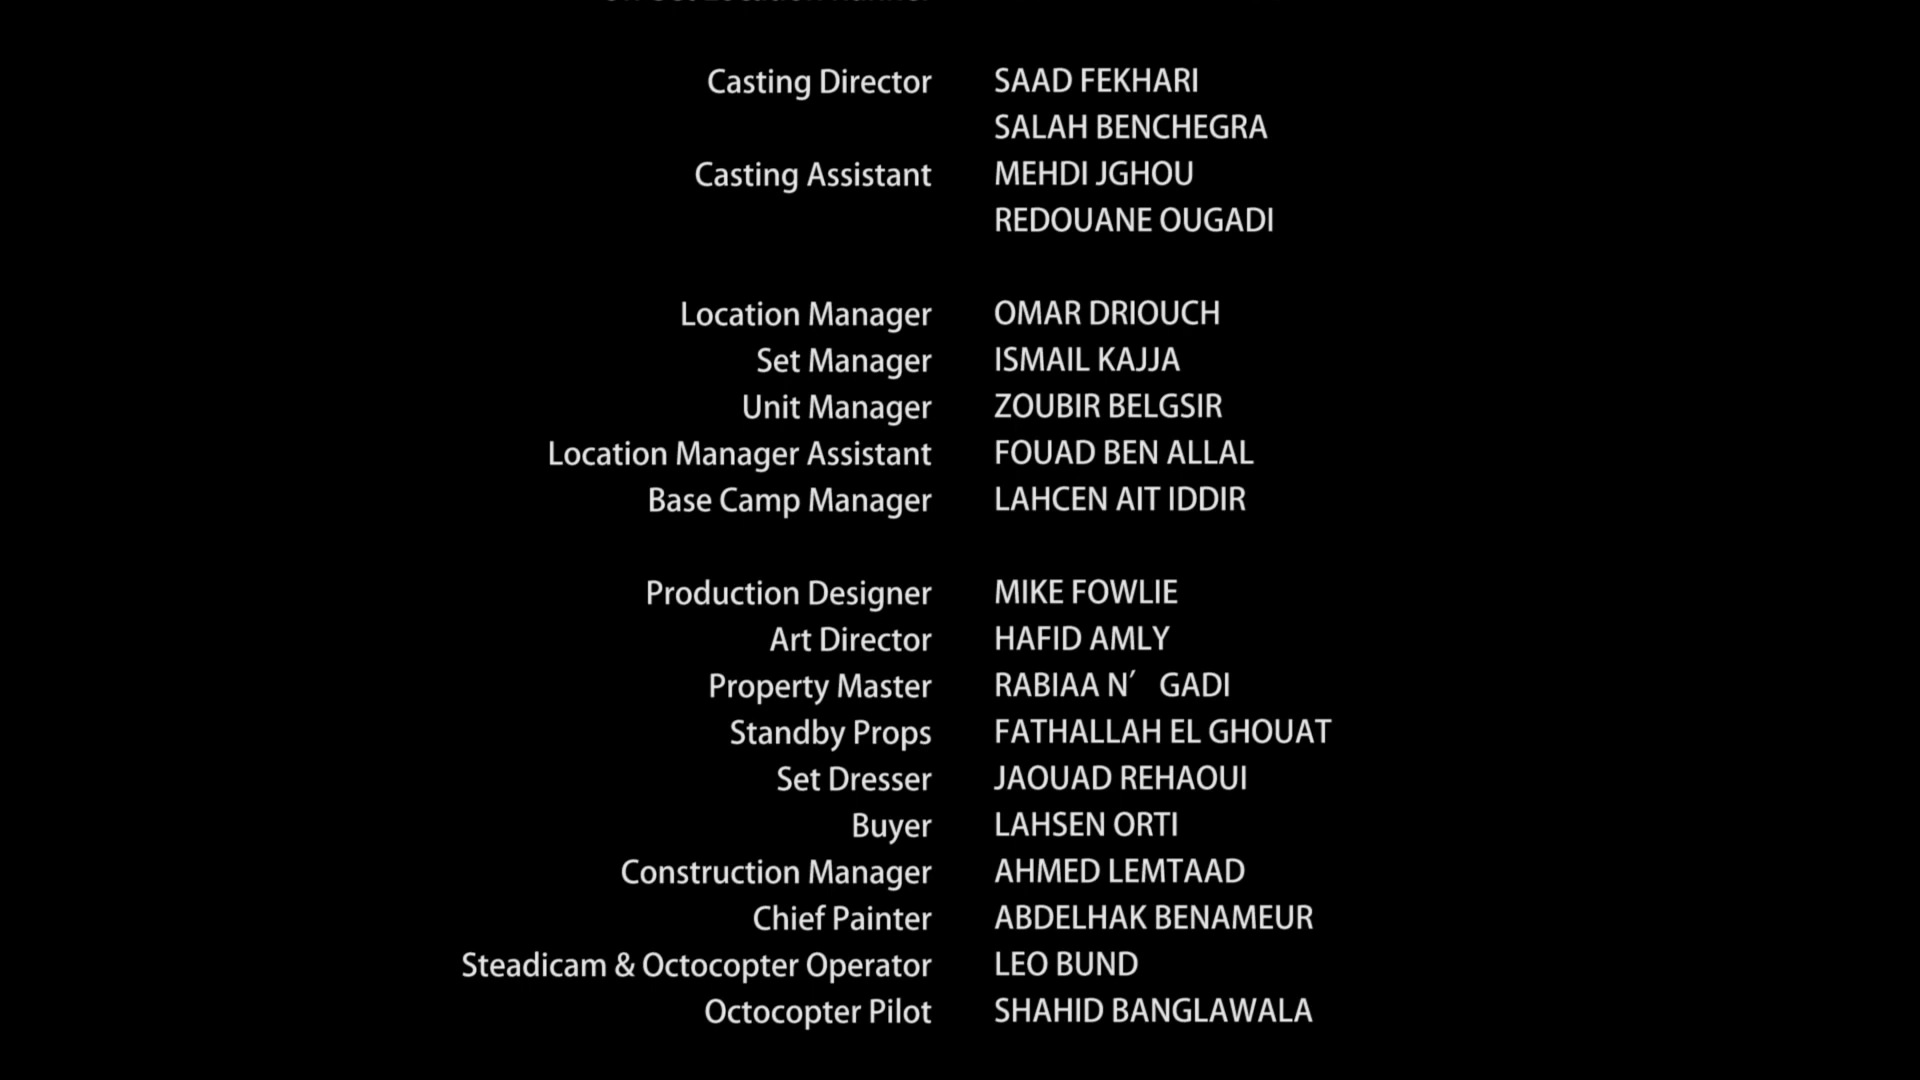 Casting Director SAAD FEKHARI
SALAH BENCHEGRA
Casting Assistant MEHDI JGHOU
REDOUANE OUGADI
Location Manager OMAR DRIOUCH
Set Manager ISMAIL KAJJA
Unit Manager ZOUBIR BELGSIR
Location Manager Assistant FOUAD BEN ALLAL
Base Camp Manager LAHCEN AIT IDDIR
Production Designer MIKE FOWLIE
Art Director HAFID AMLY
Property Master RABIAA N′ GADI
Standby Props FATHALLAH EL GHOUAT
Set Dresser JAOUAD REHAOUI
Buyer LAHSEN ORTI
Construction Manager AHMED LEMTAAD
Chief Painter ABDELHAK BENAMEUR
Steadicam & Octocopter Operator LEO BUND
Octocopter Pilot SHAHID BANGLAWALA